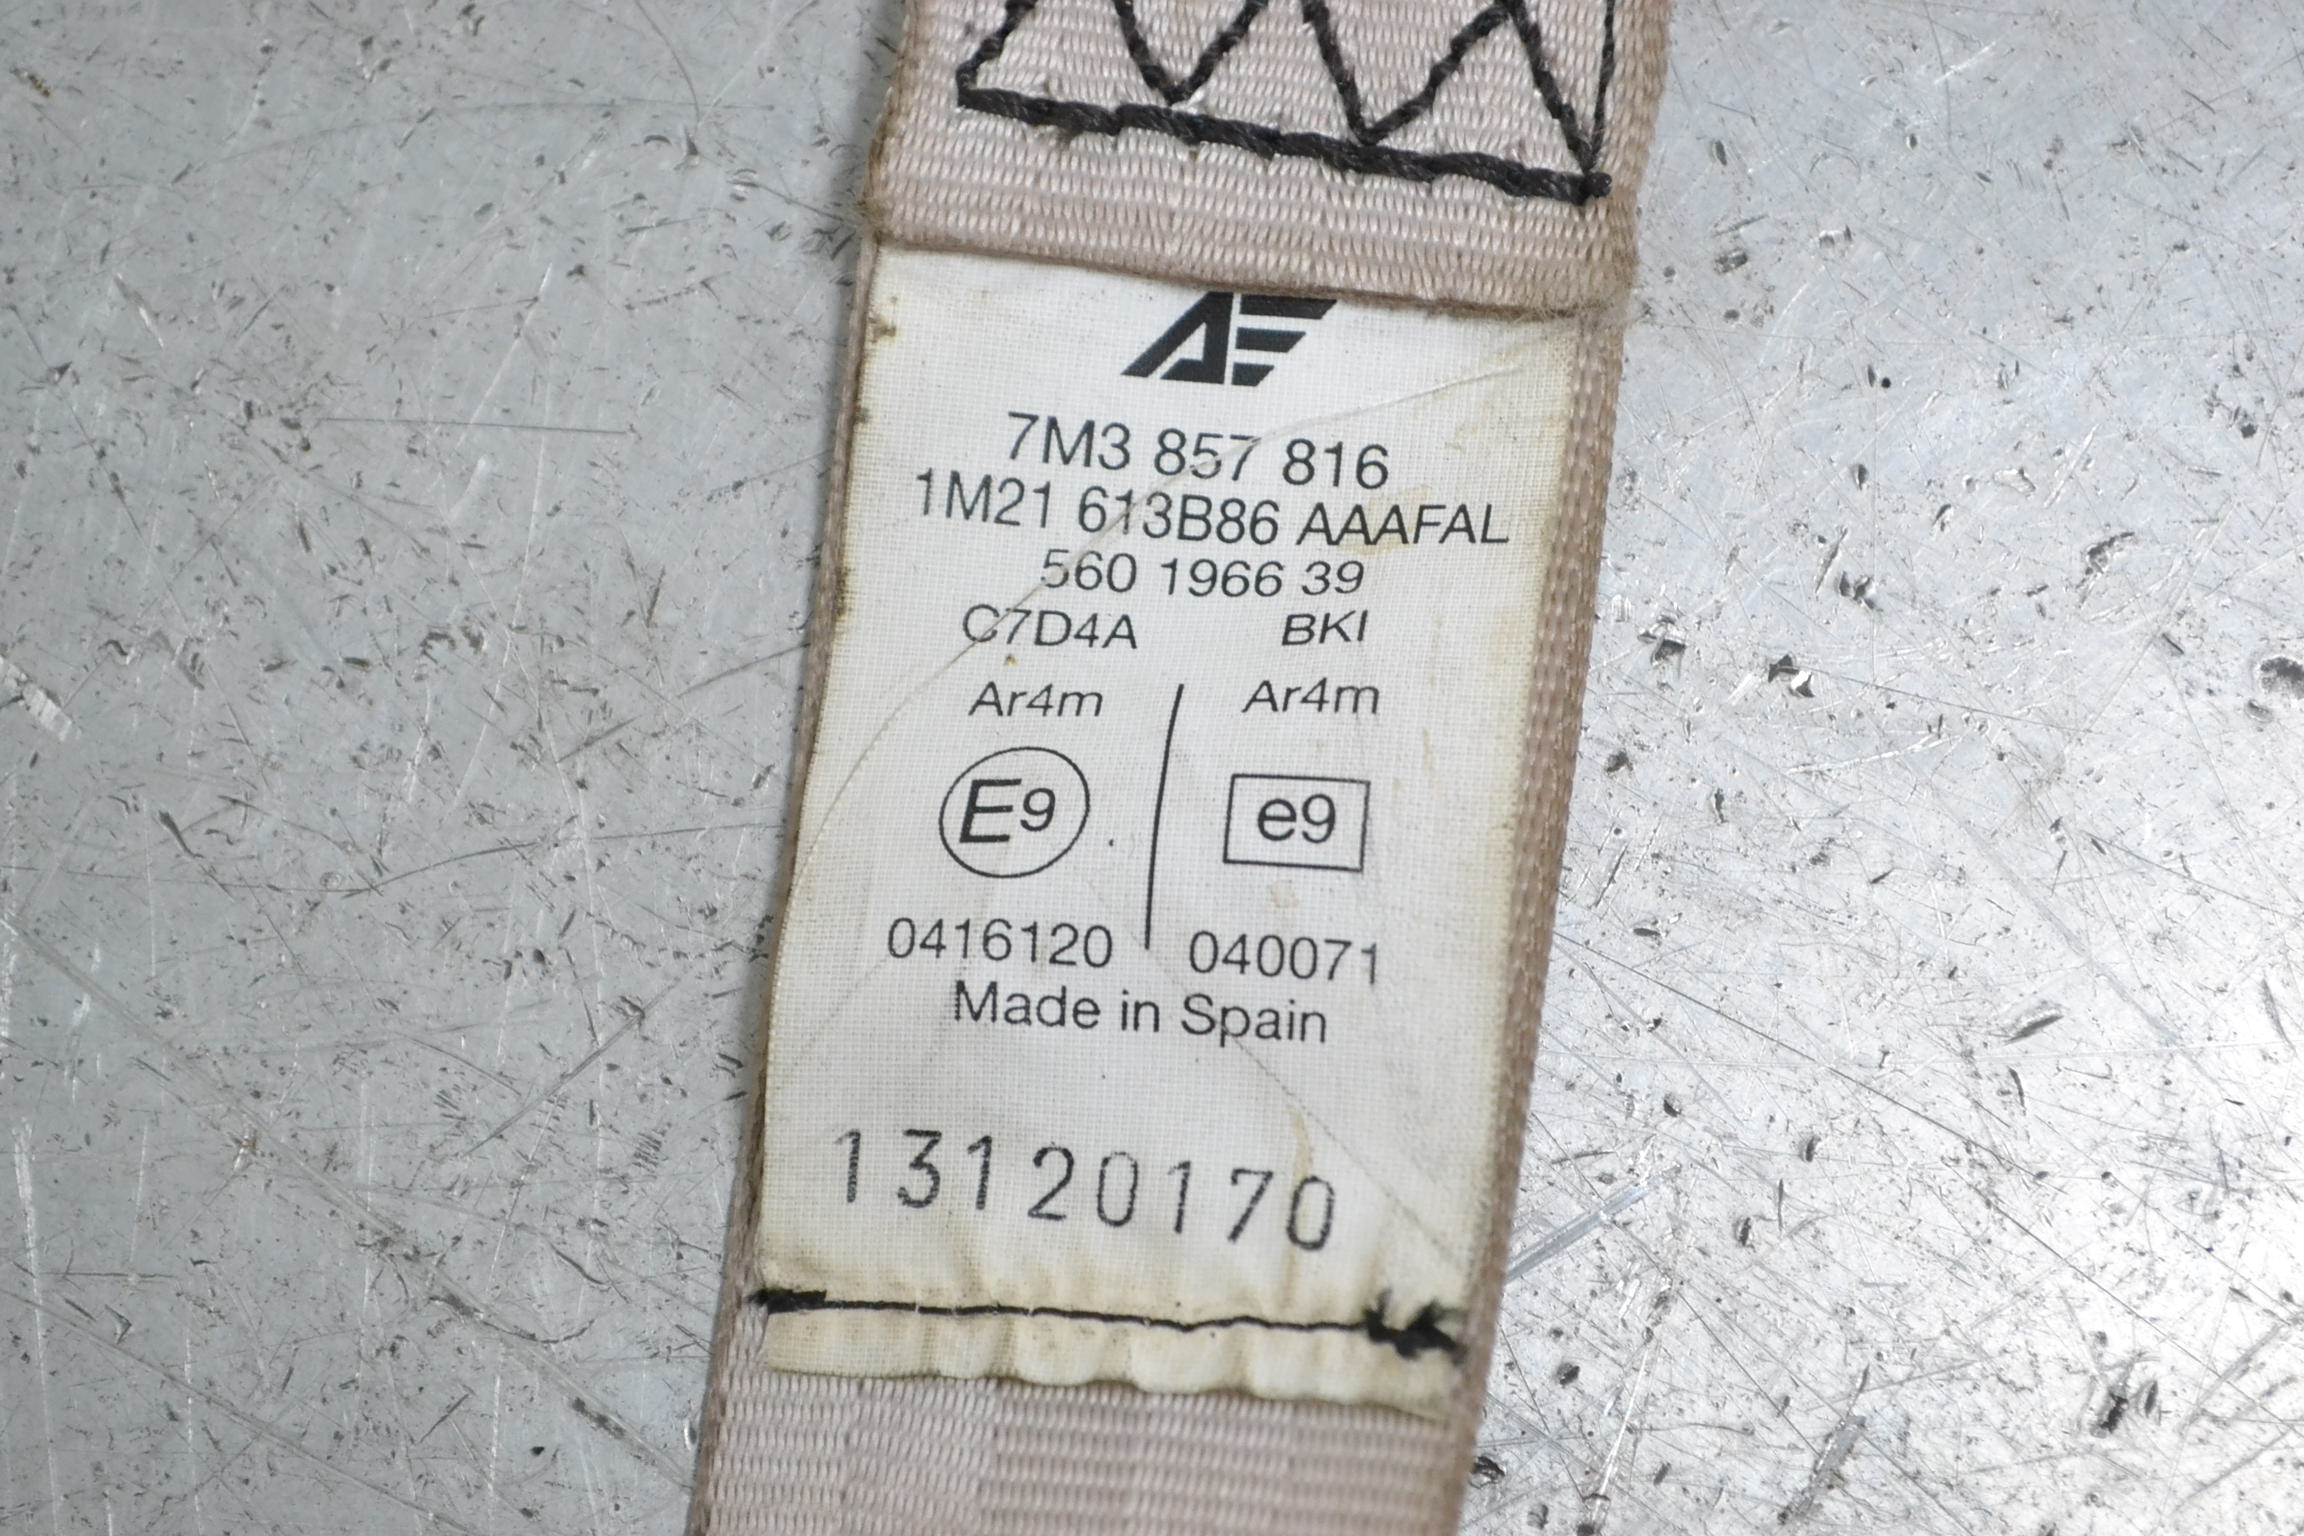 AE
7M3 857 816
1M21 613B86 AAAFAL
560 1966 39
C7D4A BKI
Ar4m Ar4m
E9 e9
0416120 040071
Made in Spain
13120170